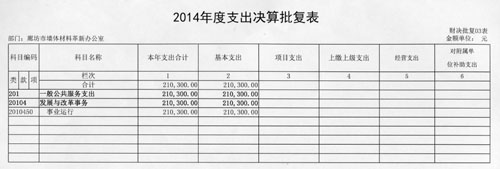 2014年度支出决算批复表
财决批复03表
部门：廊坊市墙体材料革新办公室 金额单位： 元
科目编码 科目名称 本年支出合计 基本支出 项目支出 上缴上级支出 经营支出 对附属单位补助支出
类 款 项 栏次 1 2 3 4 5 6
合计 210,300.00 210,300.00
201 一般公共服务支出 210,300.00 210,300.00
20104 发展与改革事务 210,300.00 210,300.00
2010450 事业运行 210,300.00 210,300.00